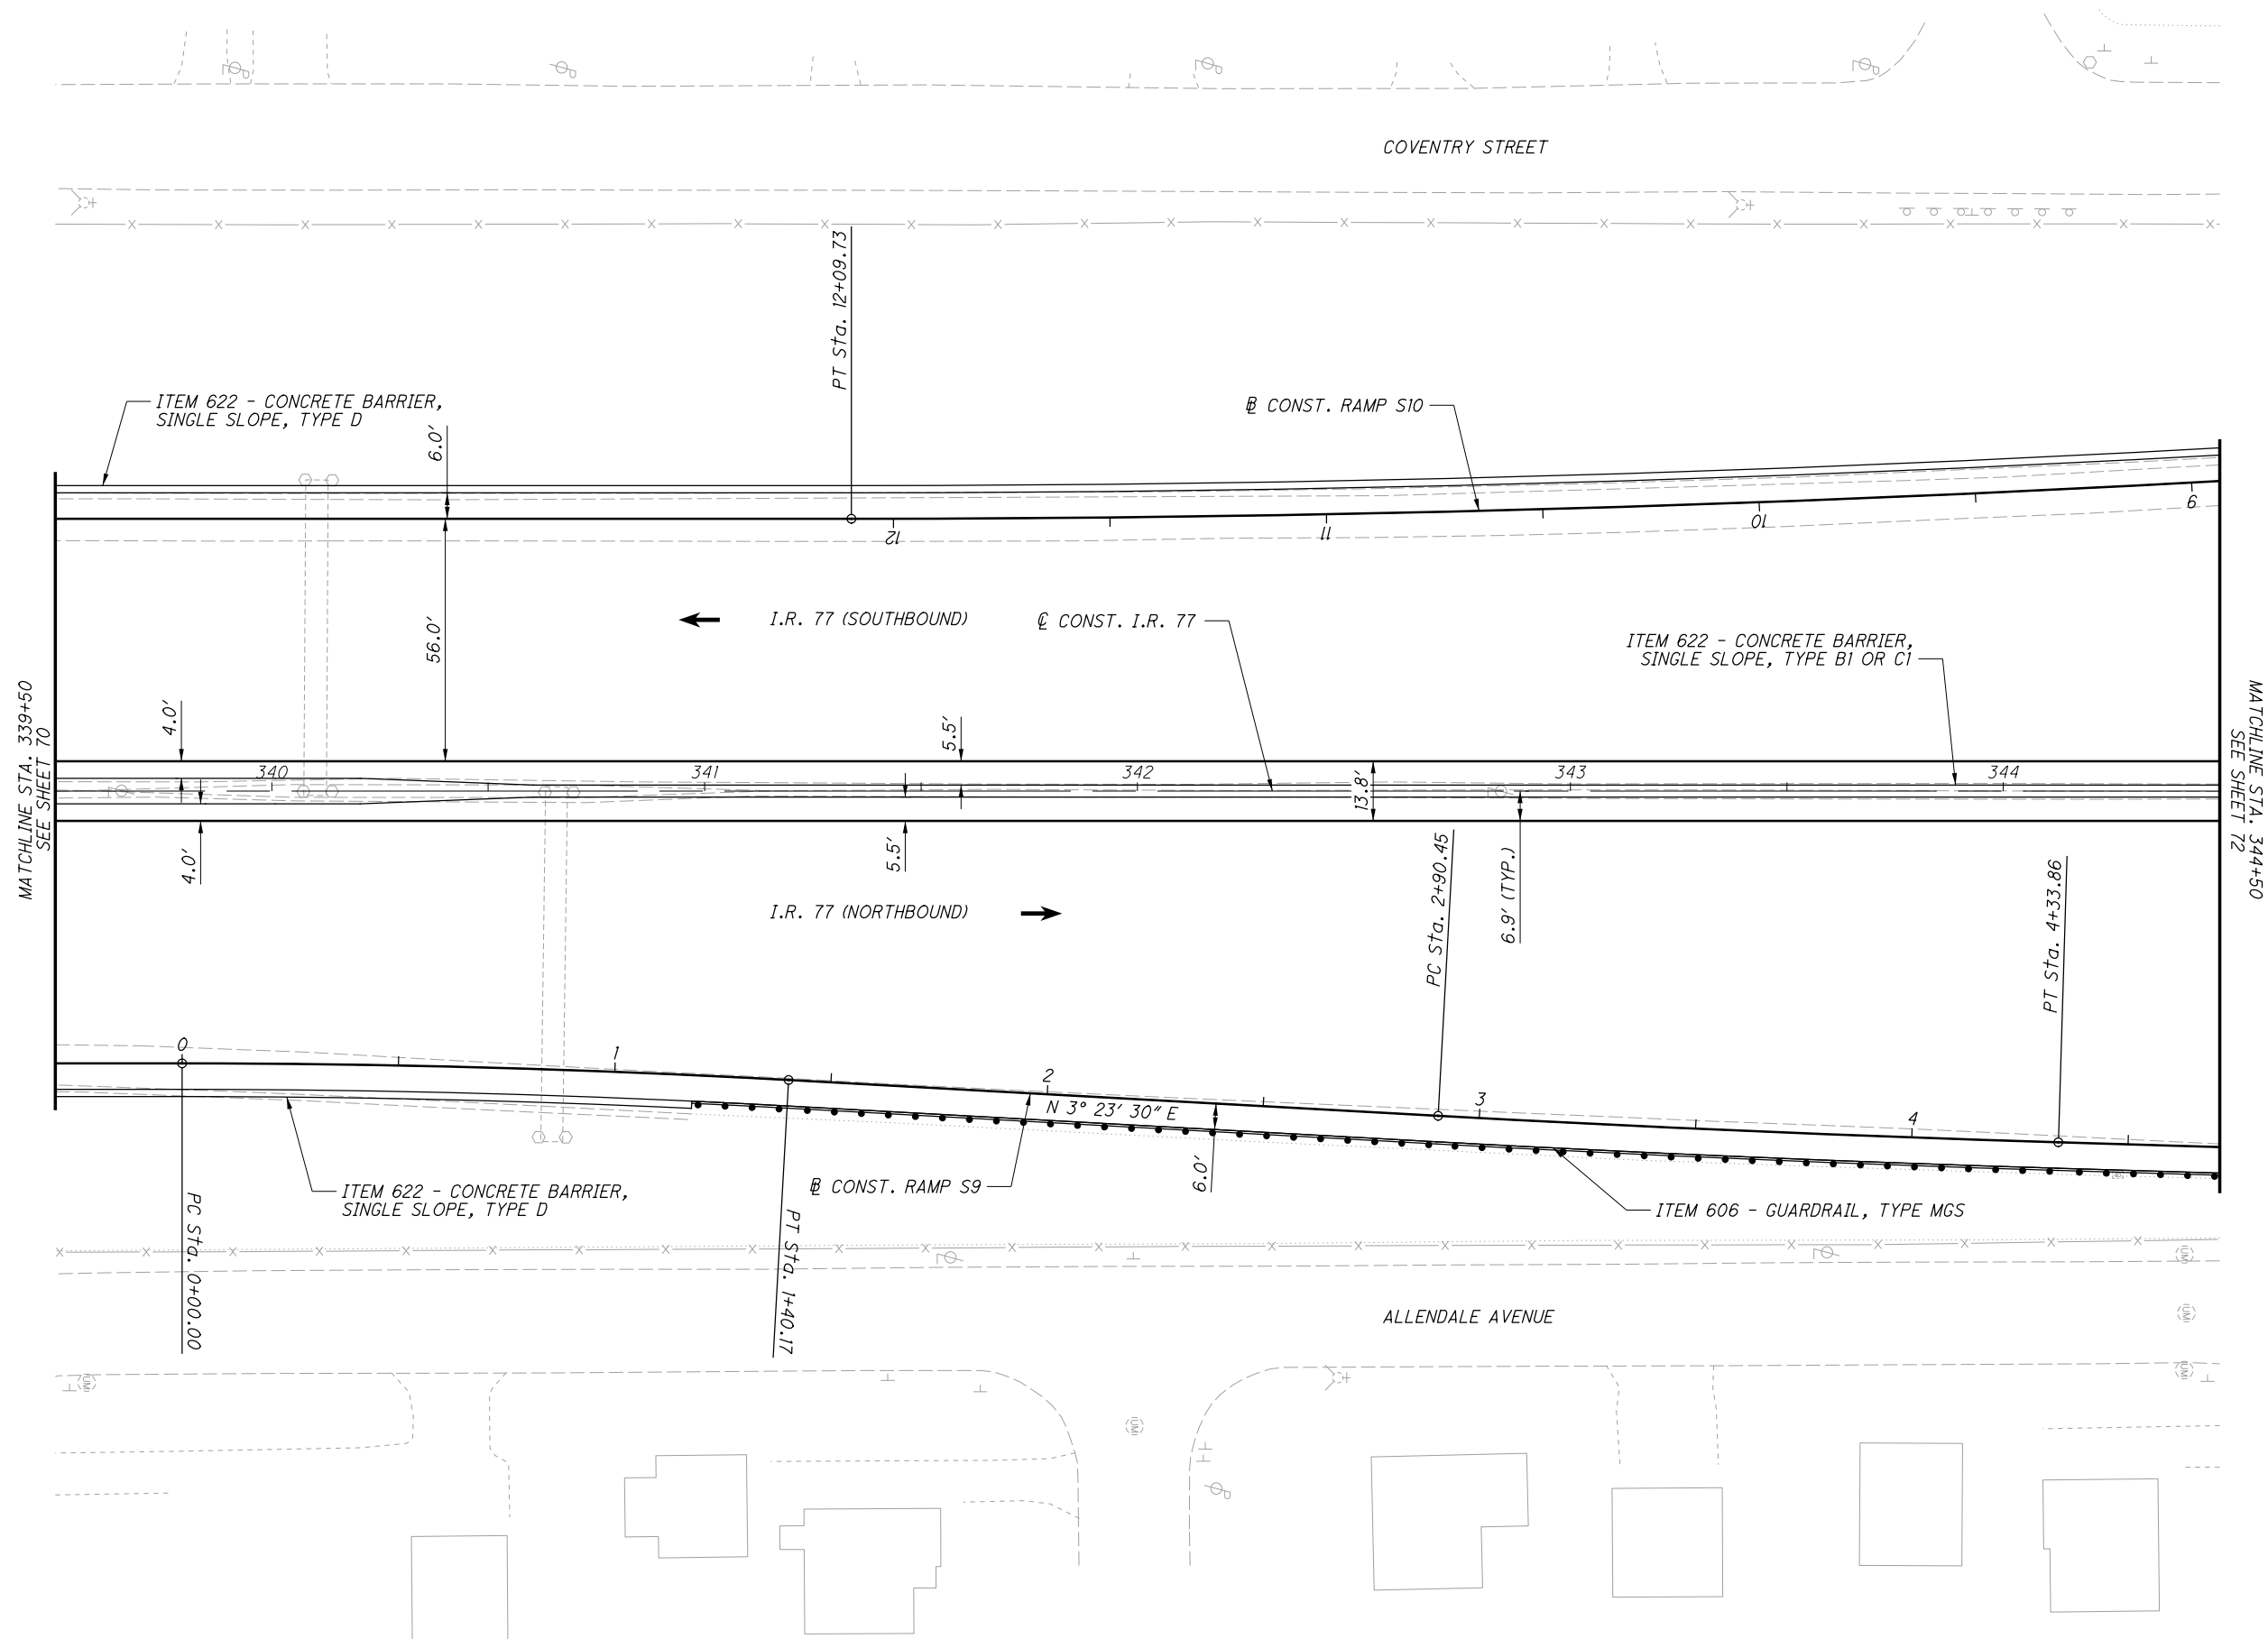 COVENTRY STREET
PT Sta. 12+09.73
ITEM 622 - CONCRETE BARRIER,
SINGLE SLOPE, TYPE D
6.0'
℄ CONST. RAMP S10
12
11
10
9
56.0'
I.R. 77 (SOUTHBOUND)
℄ CONST. I.R. 77
ITEM 622 - CONCRETE BARRIER,
SINGLE SLOPE, TYPE B1 OR C1
MATCHLINE STA. 339+50
SEE SHEET 70
MATCHLINE STA. 344+50
SEE SHEET 72
4.0'
5.5'
340
341
342
343
344
13.8'
4.0'
5.5'
6.9' (TYP.)
PC Sta. 2+90.45
PT Sta. 4+33.86
I.R. 77 (NORTHBOUND)
0
1
2
3
4
N 3° 23' 30" E
6.0'
℄ CONST. RAMP S9
ITEM 622 - CONCRETE BARRIER,
SINGLE SLOPE, TYPE D
ITEM 606 - GUARDRAIL, TYPE MGS
PC Sta. 0+00.00
PT Sta. 1+40.17
ALLENDALE AVENUE